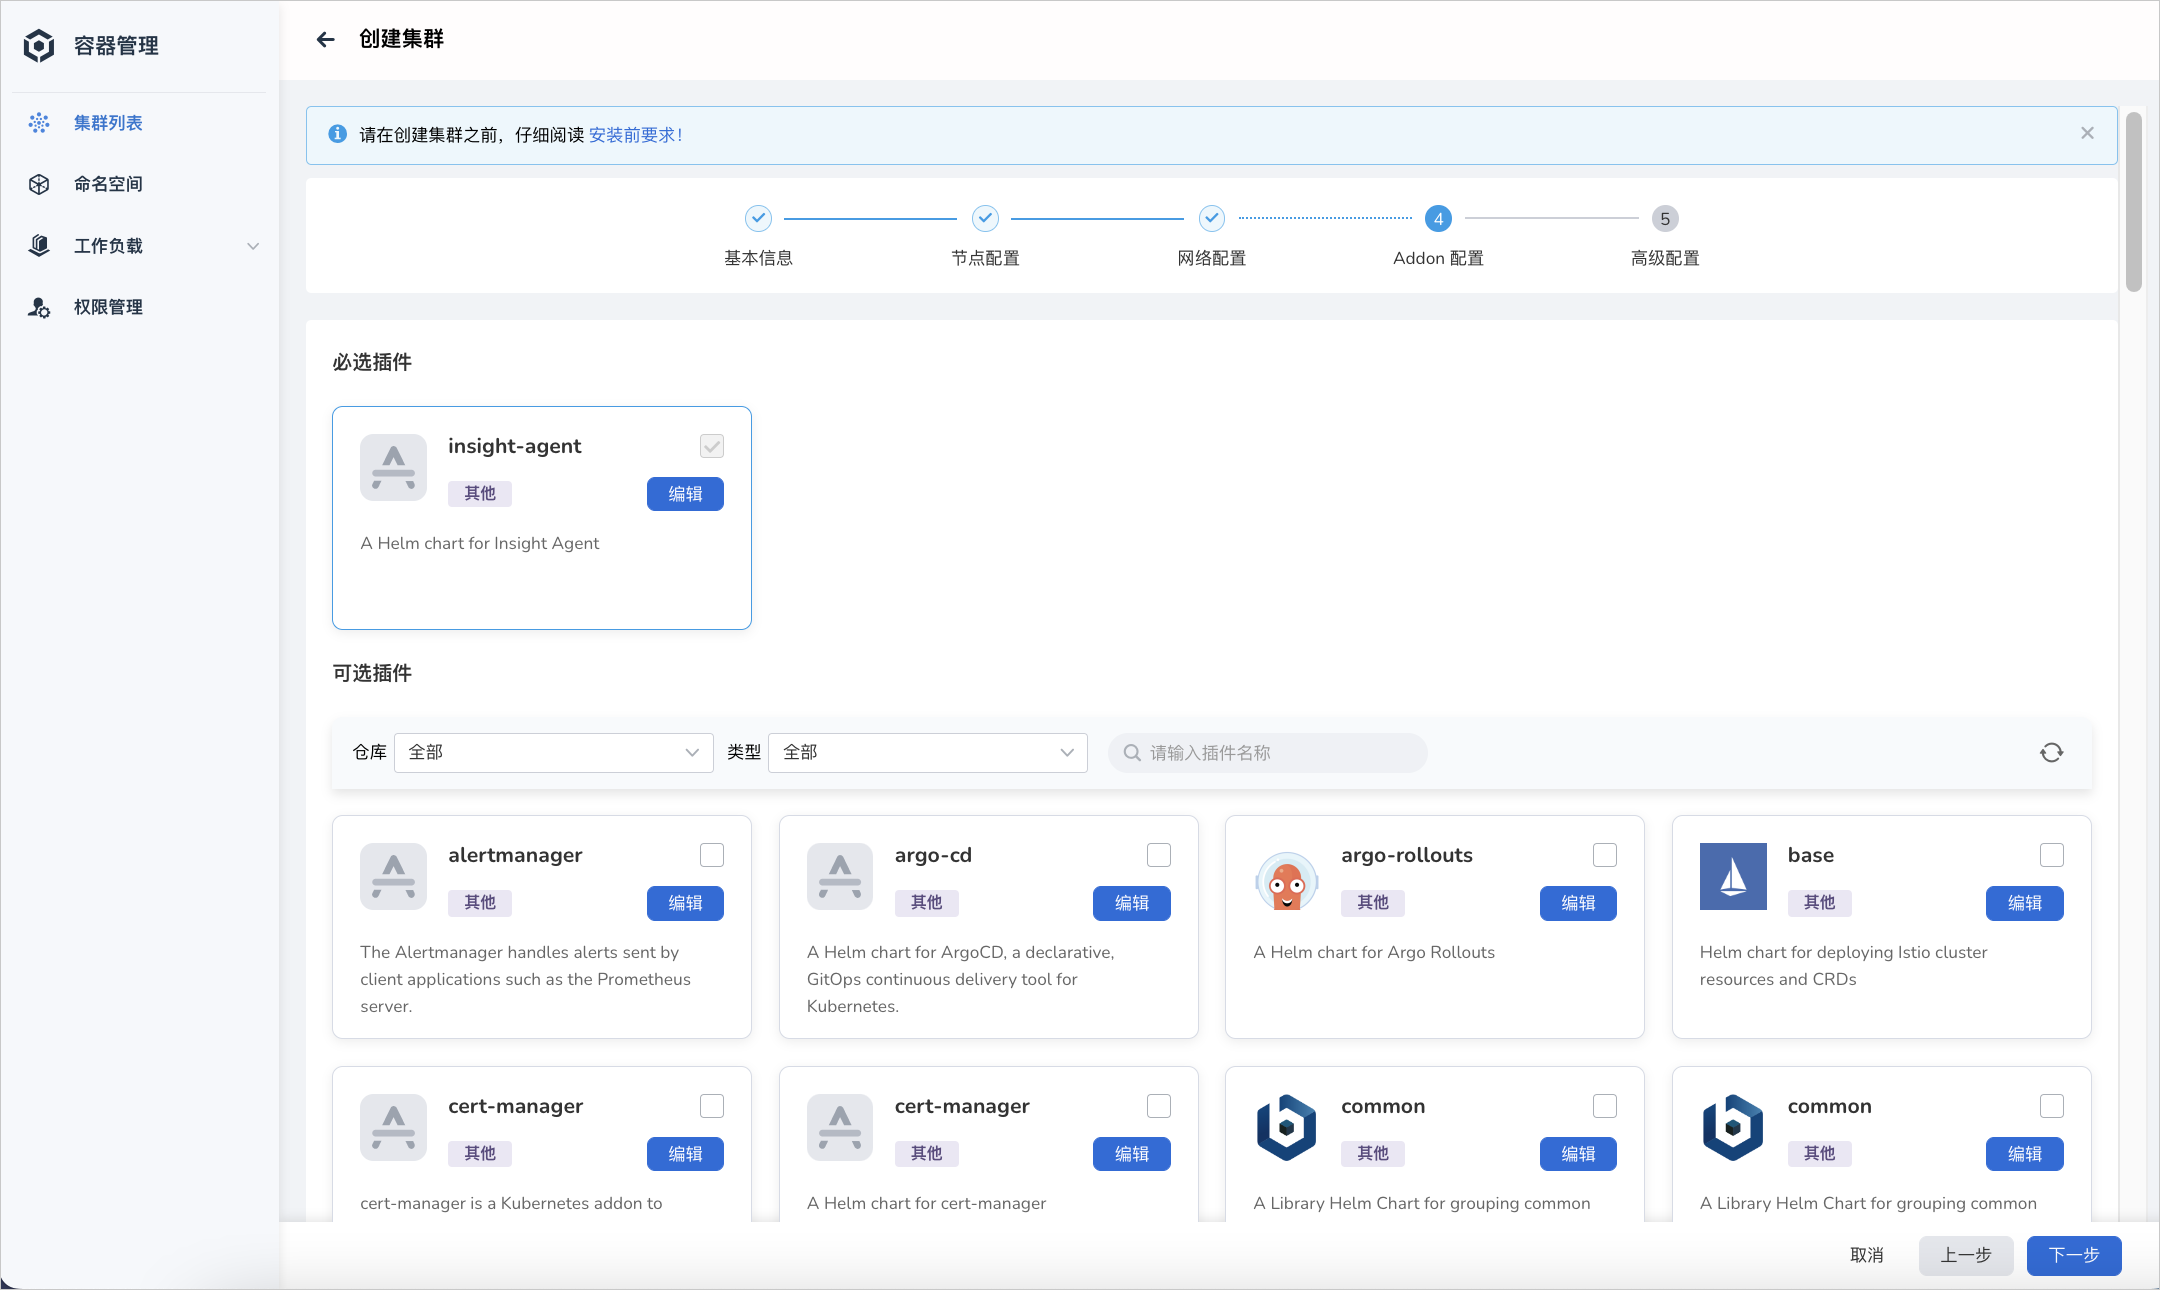 容器管理
集群列表
命名空间
工作负载
权限管理
创建集群
请在创建集群之前，仔细阅读 安装前要求！
基本信息
节点配置
网络配置
4
Addon 配置
5
高级配置
必选插件
insight-agent
其他
编辑
A Helm chart for Insight Agent
可选插件
仓库
全部
类型
全部
请输入插件名称
alertmanager
其他
编辑
The Alertmanager handles alerts sent by
client applications such as the Prometheus
server.
argo-cd
其他
编辑
A Helm chart for ArgoCD, a declarative,
GitOps continuous delivery tool for
Kubernetes.
argo-rollouts
其他
编辑
A Helm chart for Argo Rollouts
base
其他
编辑
Helm chart for deploying Istio cluster
resources and CRDs
cert-manager
其他
编辑
cert-manager is a Kubernetes addon to
cert-manager
其他
编辑
A Helm chart for cert-manager
common
其他
编辑
A Library Helm Chart for grouping common
common
其他
编辑
A Library Helm Chart for grouping common
取消
上一步
下一步